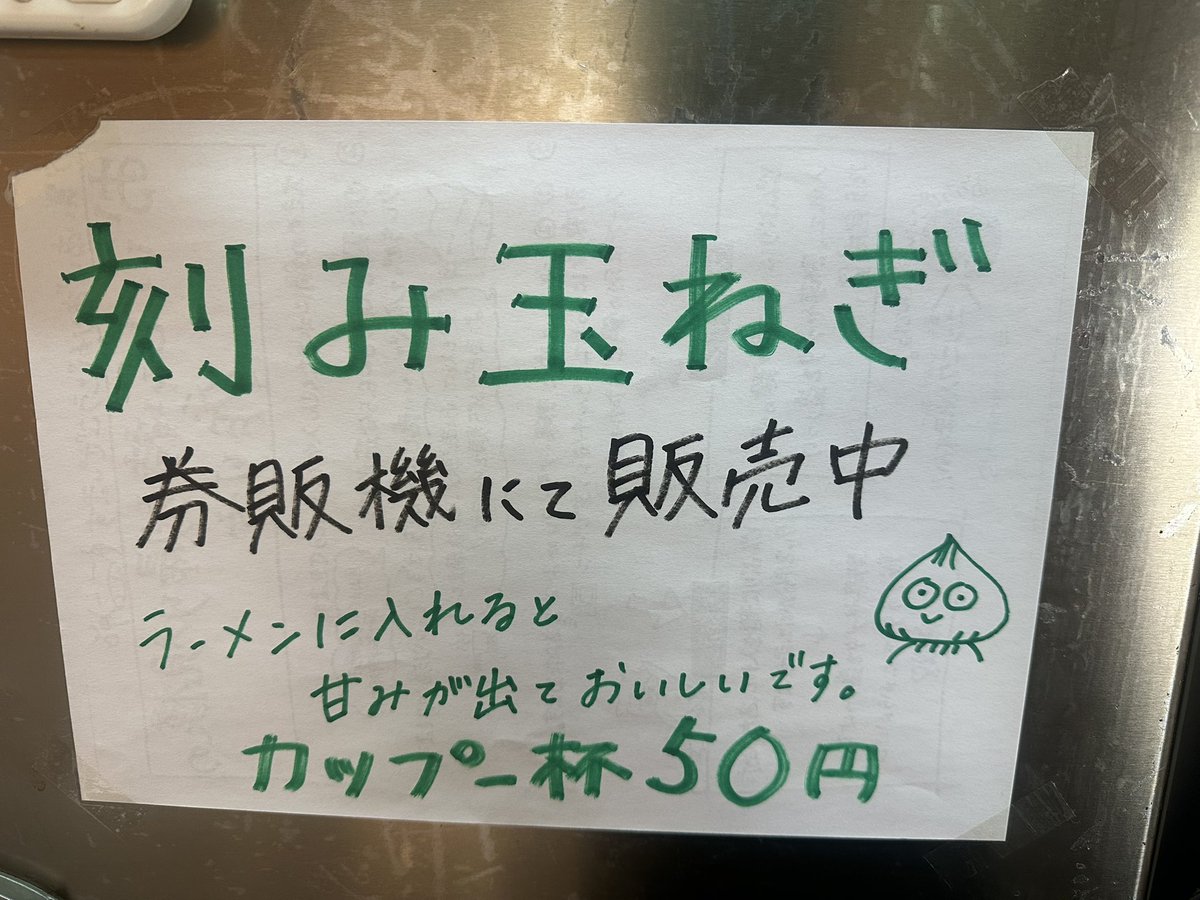 刻み玉ねぎ
券販機にて販売中
ラーメンに入れると
甘みが出ておいしいです。
カップ一杯50円